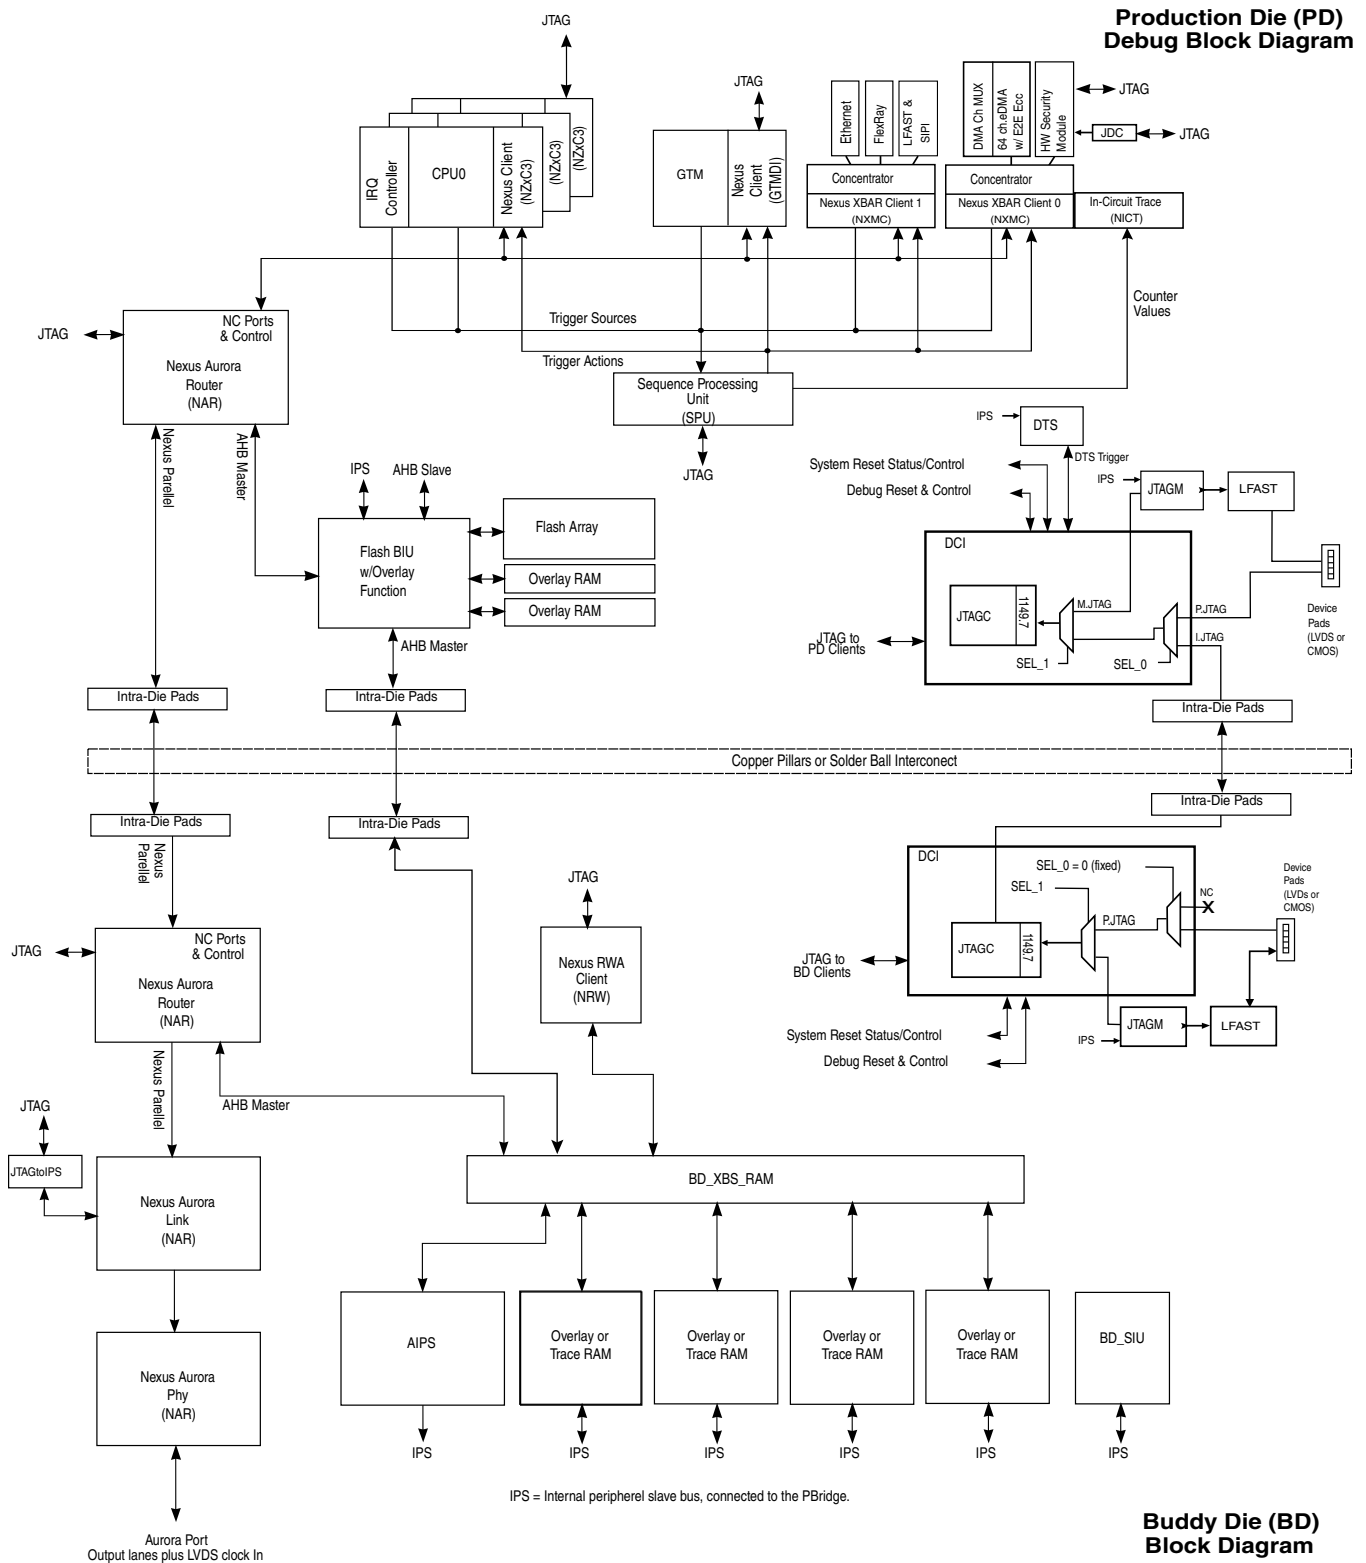 Production Die (PD)
Debug Block Diagram
JTAG
JTAG
JTAG
JDC
JTAG
IRQ
Controller
CPU0
Nexus Client
(NZxC3)
(NZxC3)
(NZxC3)
GTM
Nexus
Client
(GTMDI)
Ethernet
FlexRay
LFAST &
SIPI
Concentrator
Nexus XBAR Client 1
(NXMC)
DMA Ch MUX
64 ch.eDMA
w/ E2E Ecc
HW Security
Module
Concentrator
Nexus XBAR Client 0
(NXMC)
In-Circuit Trace
(NICT)
Counter
Values
Trigger Sources
Trigger Actions
Sequence Processing
Unit
(SPU)
JTAG
JTAG
NC Ports
& Control
Nexus Aurora
Router
(NAR)
Nexus Parellel
AHB Master
IPS
AHB Slave
Flash BIU
w/Overlay
Function
Flash Array
Overlay RAM
Overlay RAM
AHB Master
IPS
DTS
DTS Trigger
System Reset Status/Control
Debug Reset & Control
IPS
JTAGM
LFAST
DCI
JTAGC
1149.7
M.JTAG
P.JTAG
I.JTAG
SEL_1
SEL_0
JTAG to
PD Clients
Device
Pads
(LVDS or
CMOS)
Intra-Die Pads
Intra-Die Pads
Intra-Die Pads
Copper Pillars or Solder Ball Interconnect
Intra-Die Pads
Intra-Die Pads
Intra-Die Pads
Nexus
Parellel
JTAG
NC Ports
& Control
Nexus Aurora
Router
(NAR)
Nexus Parellel
AHB Master
JTAG
Nexus RWA
Client
(NRW)
DCI
SEL_0 = 0 (fixed)
SEL_1
NC
P.JTAG
JTAGC
1149.7
JTAG to
BD Clients
Device
Pads
(LVDs or
CMOS)
System Reset Status/Control
Debug Reset & Control
IPS
JTAGM
LFAST
JTAG
JTAGtoIPS
Nexus Aurora
Link
(NAR)
Nexus Aurora
Phy
(NAR)
Aurora Port
Output lanes plus LVDS clock In
BD_XBS_RAM
AIPS
Overlay or
Trace RAM
Overlay or
Trace RAM
Overlay or
Trace RAM
Overlay or
Trace RAM
BD_SIU
IPS
IPS
IPS
IPS
IPS
IPS
IPS = Internal peripherel slave bus, connected to the PBridge.
Buddy Die (BD)
Block Diagram